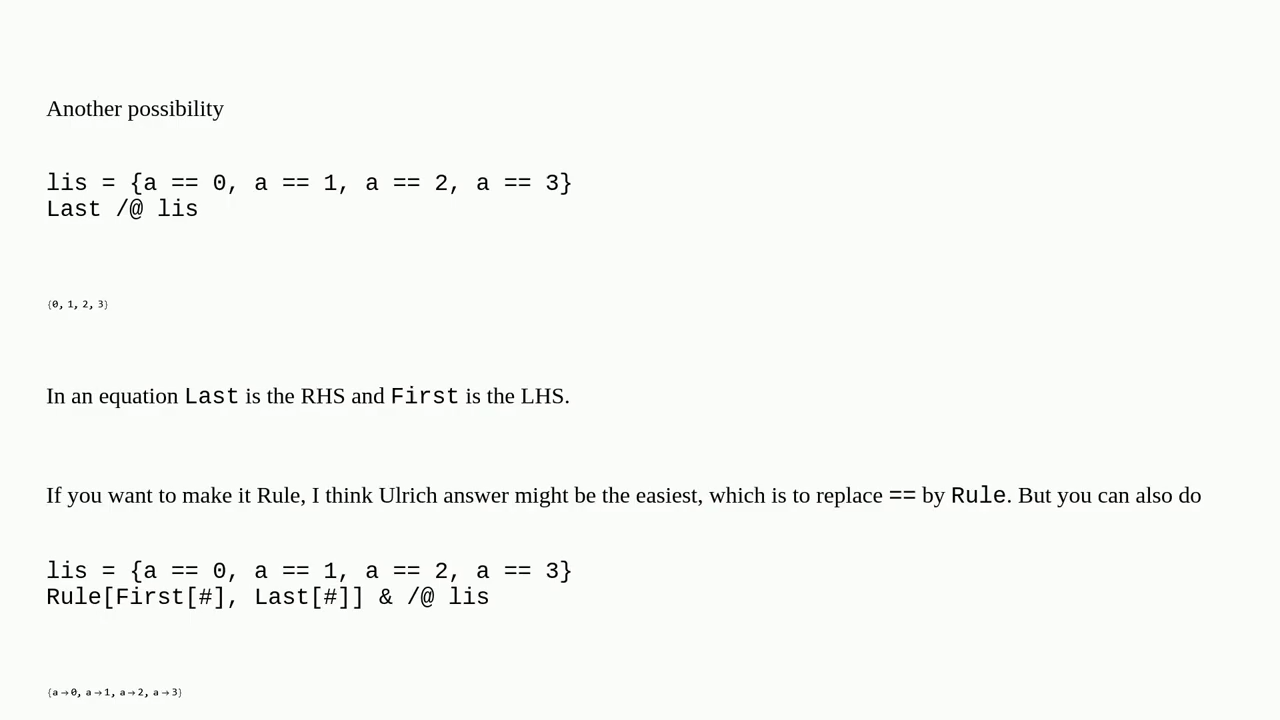 Another possibility
lis = {a == 0, a == 1, a == 2, a == 3}
Last /@ lis
{0, 1, 2, 3}
In an equation Last is the RHS and First is the LHS.
If you want to make it Rule, I think Ulrich answer might be the easiest, which is to replace == by Rule. But you can also do
lis = {a == 0, a == 1, a == 2, a == 3}
Rule[First[#], Last[#]] & /@ lis
{a→0, a→1, a→2, a→3}